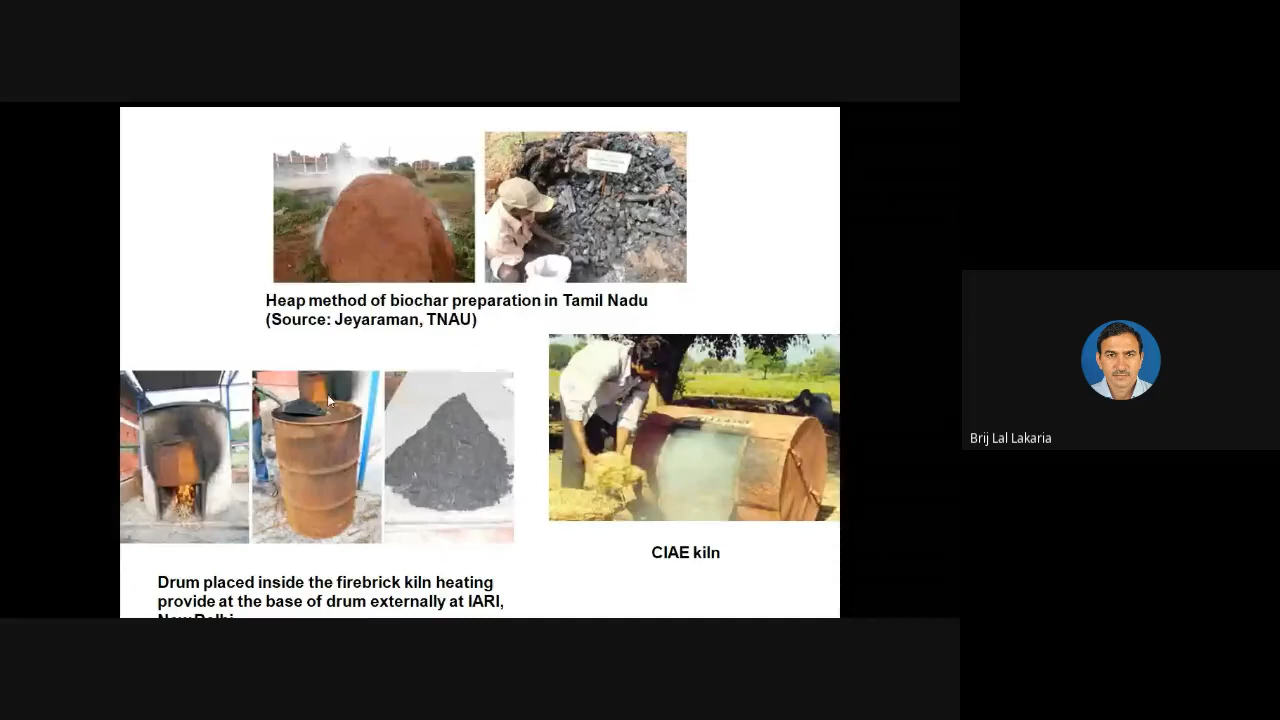 Heap method of biochar preparation in Tamil Nadu
(Source: Jeyaraman, TNAU)
CIAE kiln
Drum placed inside the firebrick kiln heating
provide at the base of drum externally at IARI,
New Delhi
Brij Lal Lakaria